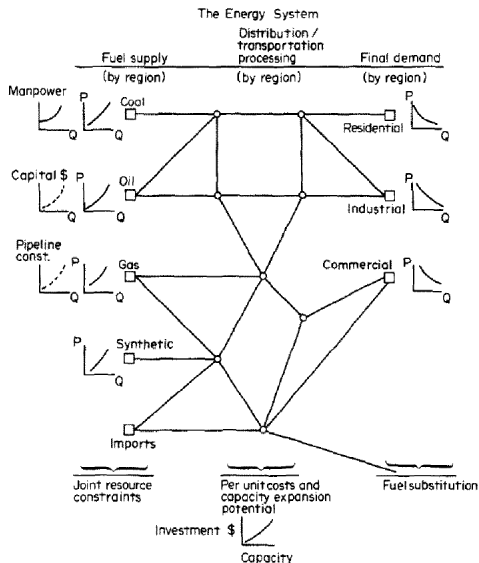 The Energy System
Fuel supply
(by region)
Distribution /
transportation
processing
(by region)
Final demand
(by region)
Manpower
Q
P
Q
Coal
Residential
P
Q
Capital $
Q
P
Q
Oil
Industrial
P
Q
Pipeline
const.
Q
P
Q
Gas
Commercial
P
Q
P
Q
Synthetic
Imports
Joint resource
constraints
Per unit costs and
capacity expansion
potential
Fuel substitution
Investment $
Capacity